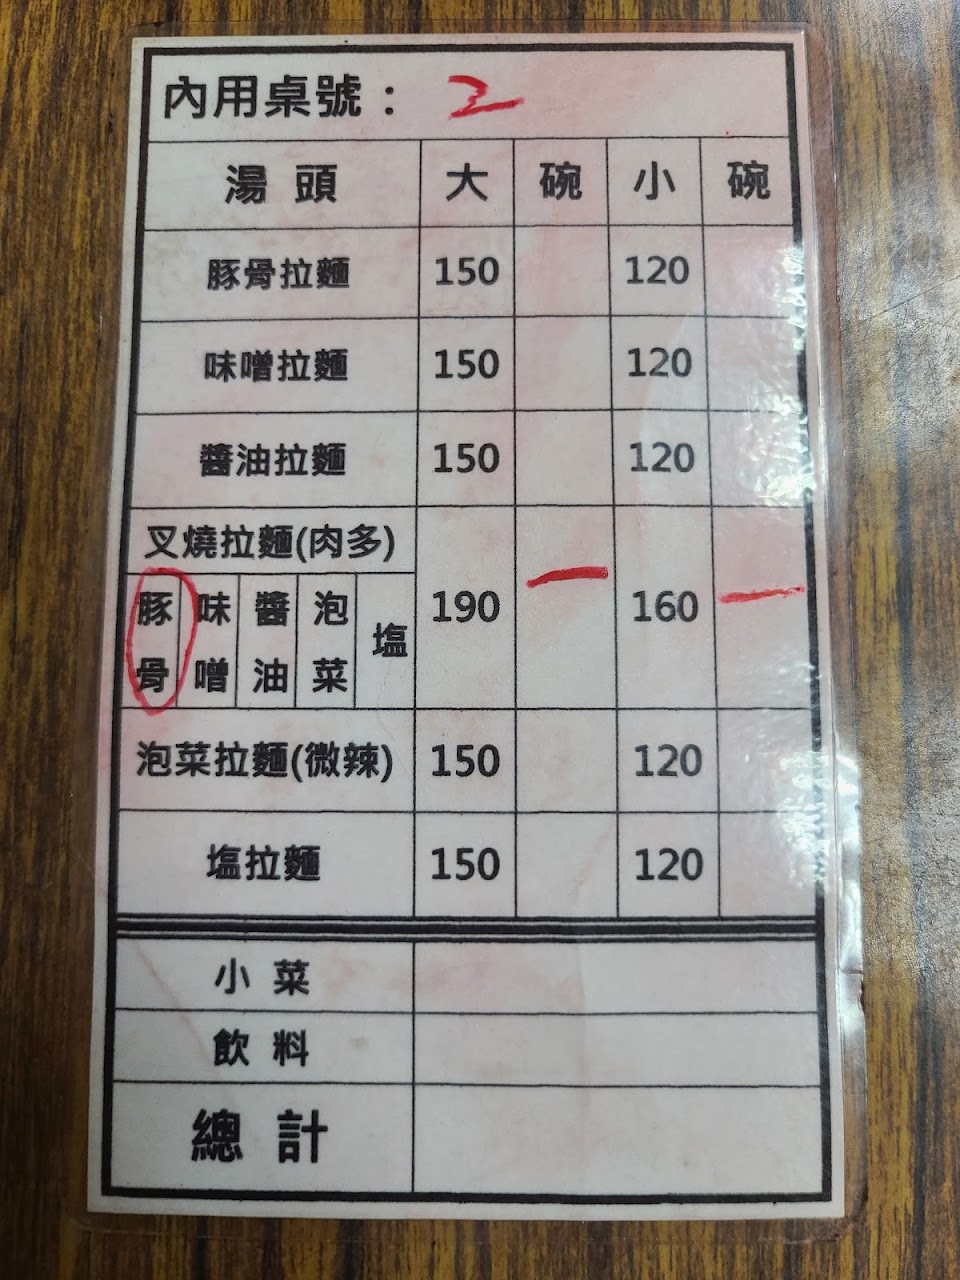 內用桌號： 2
湯 頭 大 碗 小 碗
豚骨拉麵 150 120
味噌拉麵 150 120
醬油拉麵 150 120
叉燒拉麵(肉多) 190 一 160 一
豚骨 味噌 醬油 泡菜 塩
泡菜拉麵(微辣) 150 120
塩拉麵 150 120
小 菜
飲 料
總 計